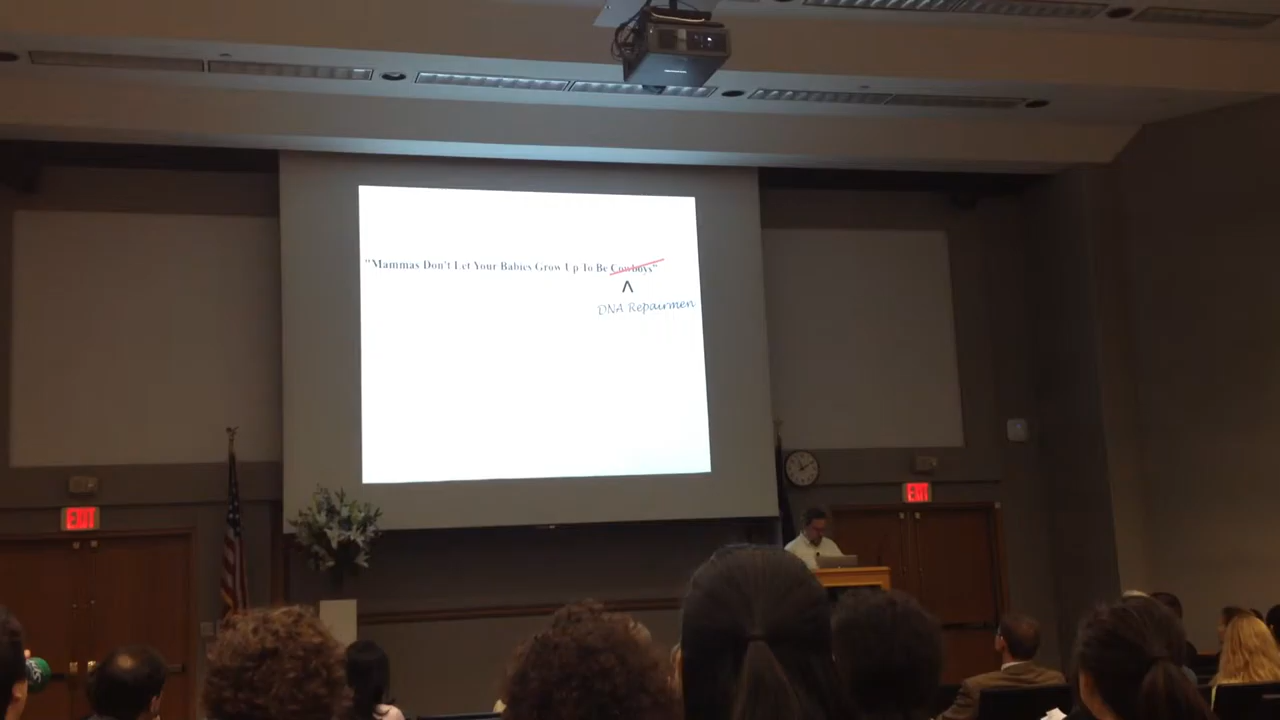 "Mammas Don't Let Your Babies Grow Up To Be Cowboys"
^
DNA Repairmen
EXIT
EXIT